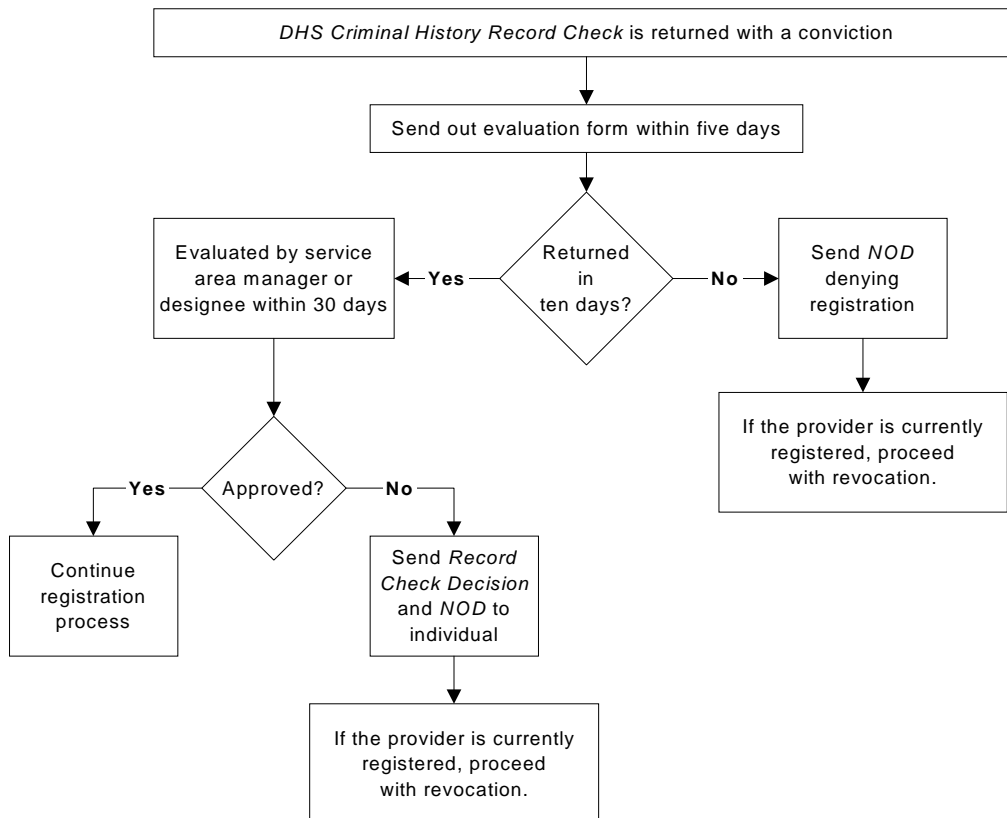 DHS Criminal History Record Check is returned with a conviction
Send out evaluation form within five days
Evaluated by service
area manager or
designee within 30 days
Yes
Returned
in
ten days?
No
Send NOD
denying
registration
If the provider is currently
registered, proceed
with revocation.
Yes
Approved?
No
Continue
registration
process
Send Record
Check Decision
and NOD to
individual
If the provider is currently
registered, proceed
with revocation.